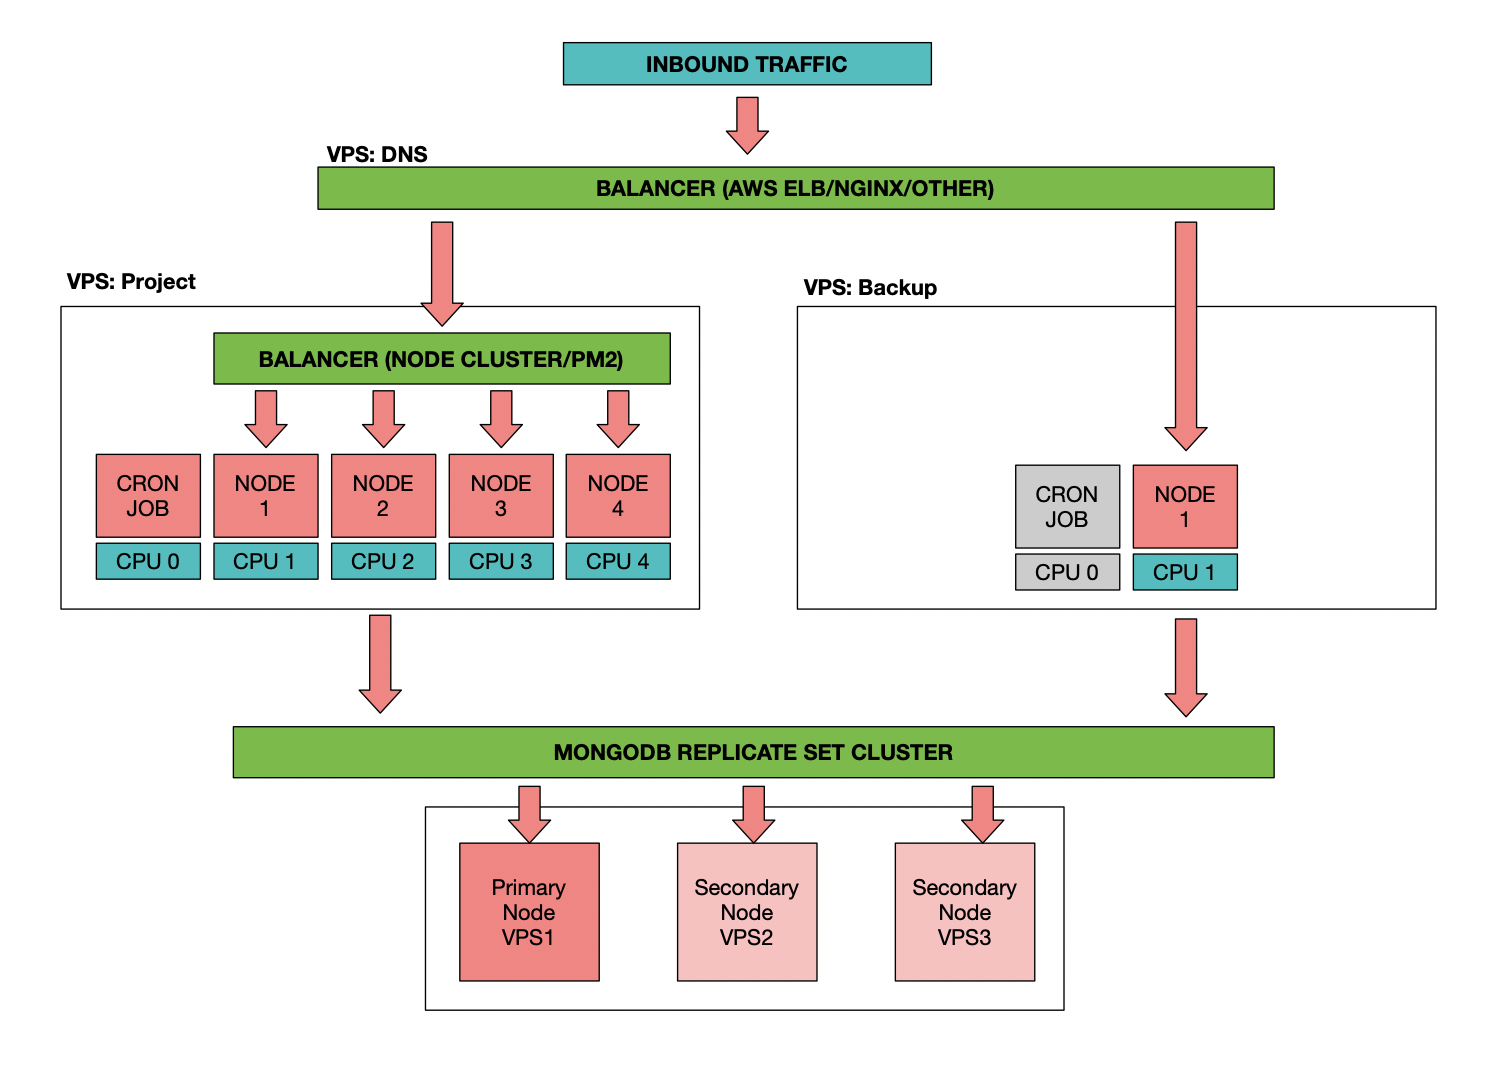 INBOUND TRAFFIC
VPS: DNS
BALANCER (AWS ELB/NGINX/OTHER)
VPS: Project
BALANCER (NODE CLUSTER/PM2)
CRON
JOB
CPU 0
NODE
1
CPU 1
NODE
2
CPU 2
NODE
3
CPU 3
NODE
4
CPU 4
VPS: Backup
CRON
JOB
CPU 0
NODE
1
CPU 1
MONGODB REPLICATE SET CLUSTER
Primary
Node
VPS1
Secondary
Node
VPS2
Secondary
Node
VPS3